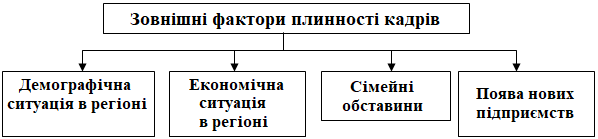 Зовнішні фактори плинності кадрів
Демографічна
ситуація в регіоні
Економічна
ситуація
в регіоні
Сімейні
обставини
Поява нових
підприємств